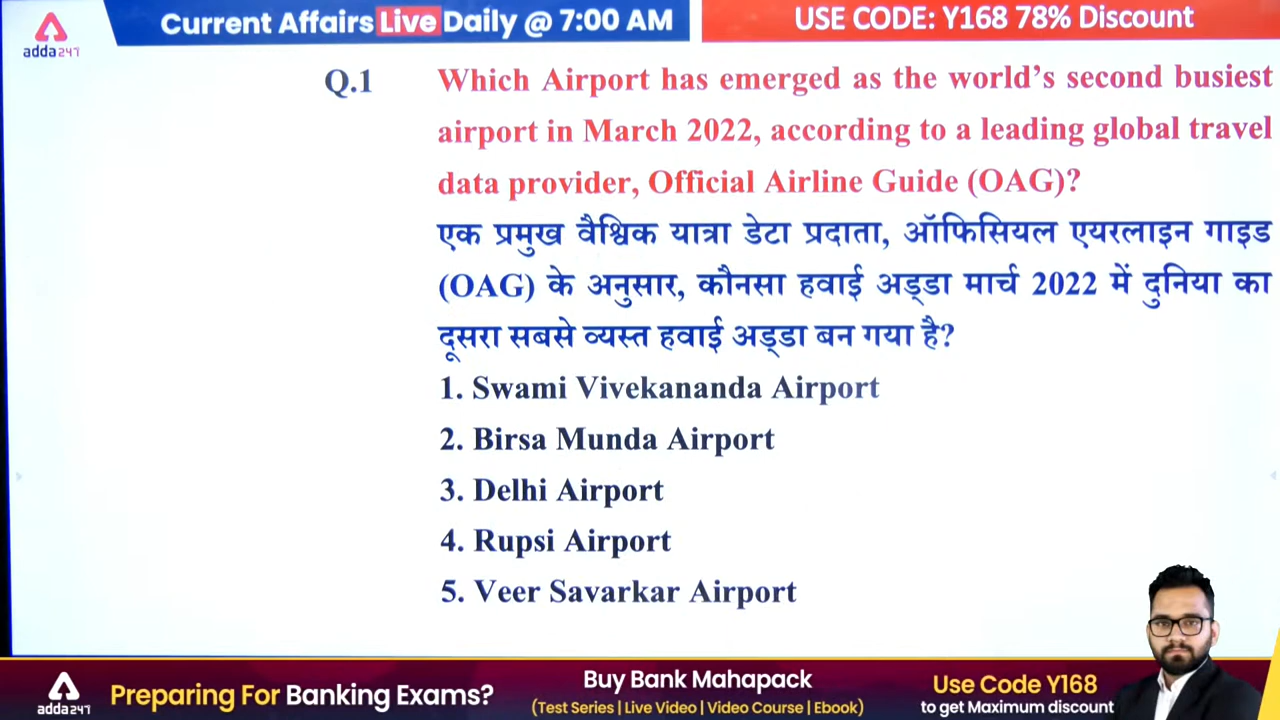 adda247
Current Affairs Live Daily @ 7:00 AM
USE CODE: Y168 78% Discount
Q.1 Which Airport has emerged as the world's second busiest
airport in March 2022, according to a leading global travel
data provider, Official Airline Guide (OAG)?
एक प्रमुख वैश्विक यात्रा डेटा प्रदाता, ऑफिसियल एयरलाइन गाइड
(OAG) के अनुसार, कौनसा हवाई अड्डा मार्च 2022 में दुनिया का
दूसरा सबसे व्यस्त हवाई अड्डा बन गया है?
1. Swami Vivekananda Airport
2. Birsa Munda Airport
3. Delhi Airport
4. Rupsi Airport
5. Veer Savarkar Airport
adda247
Preparing For Banking Exams?
Buy Bank Mahapack
(Test Series | Live Video | Video Course | Ebook)
Use Code Y168
to get Maximum discount